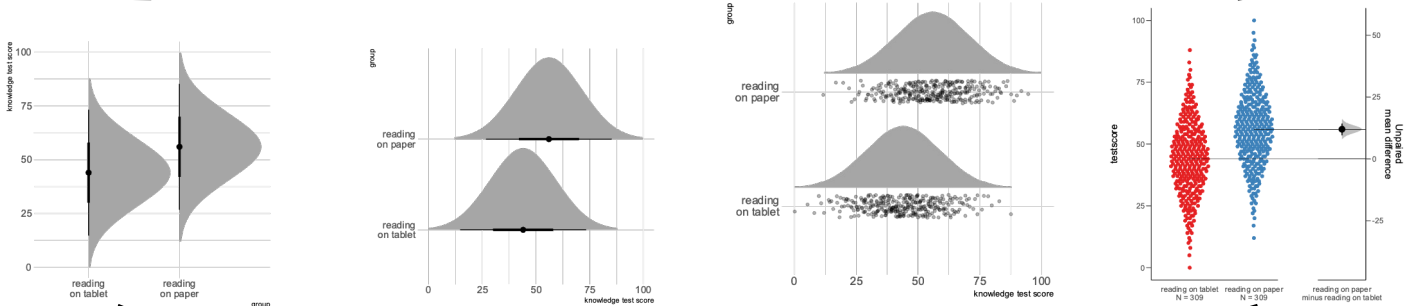 knowledge test score
100
75
50
25
0
reading
on tablet
reading
on paper
group
group
reading
on paper
reading
on tablet
0
25
50
75
100
knowledge test score
group
reading
on paper
reading
on tablet
0
25
50
75
100
knowledge test score
testscore
100
75
50
25
0
reading on tablet
N = 309
reading on paper
N = 309
reading on paper
minus reading on tablet
50
25
0
-25
Unpaired
mean difference